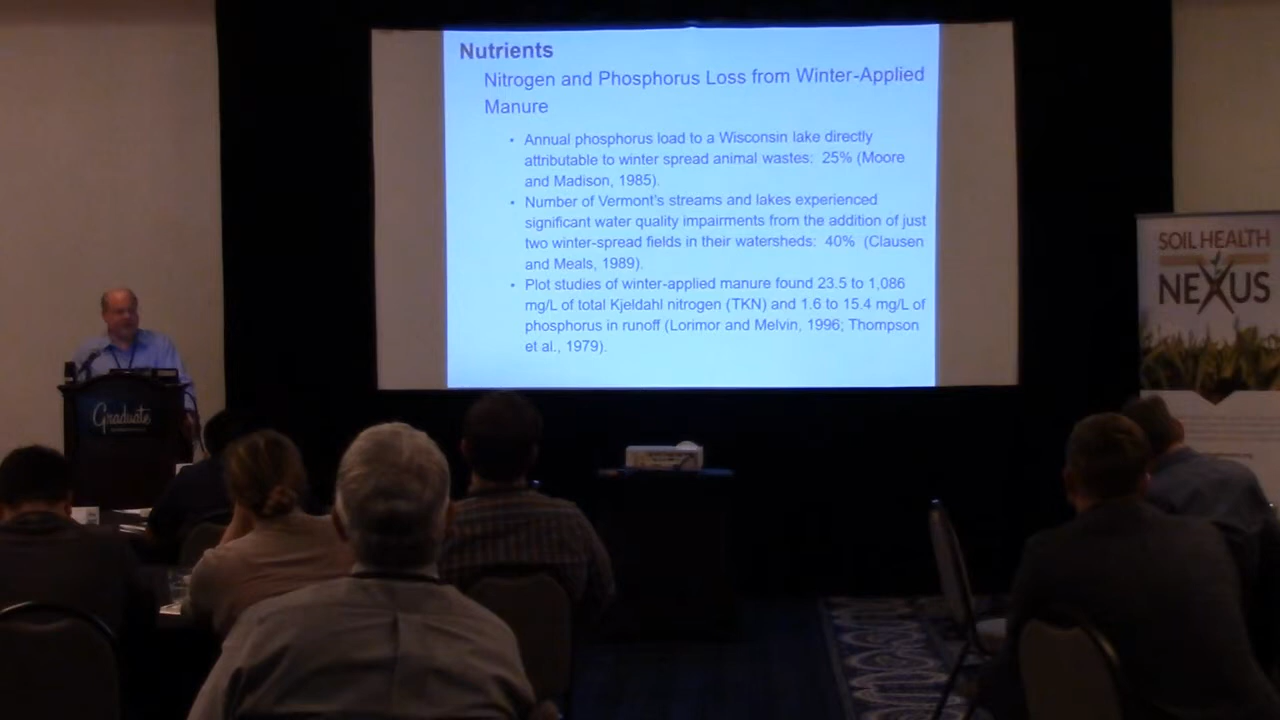 Nutrients
Nitrogen and Phosphorus Loss from Winter-Applied
Manure
• Annual phosphorus load to a Wisconsin lake directly
attributable to winter spread animal wastes: 25% (Moore
and Madison, 1985).
• Number of Vermont's streams and lakes experienced
significant water quality impairments from the addition of just
two winter-spread fields in their watersheds: 40% (Clausen
and Meals, 1989).
• Plot studies of winter-applied manure found 23.5 to 1,086
mg/L of total Kjeldahl nitrogen (TKN) and 1.6 to 15.4 mg/L of
phosphorus in runoff (Lorimor and Melvin, 1996; Thompson
et al., 1979).
SOIL HEALTH
NEXUS
Graduate